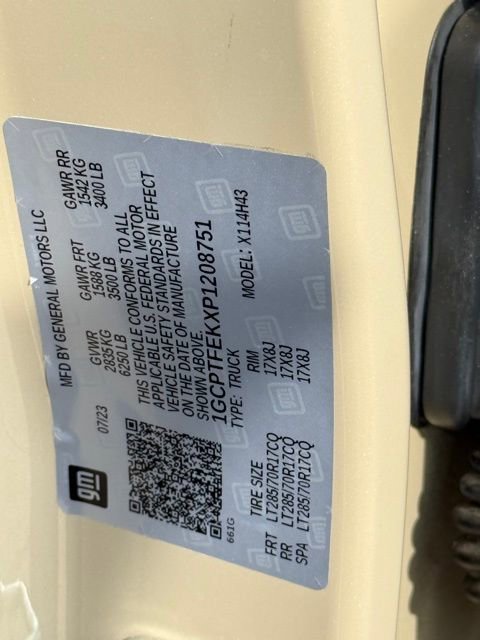 gm
MFD BY GENERAL MOTORS LLC
07/23
GVWR GAWR FRT GAWR RR
2835 KG 1588 KG 1542 KG
6250 LB 3500 LB 3400 LB
THIS VEHICLE CONFORMS TO ALL
APPLICABLE U.S. FEDERAL MOTOR
VEHICLE SAFETY STANDARDS IN EFFECT
ON THE DATE OF MANUFACTURE
SHOWN ABOVE.
1GCPTFEKXP1208751
TYPE: TRUCK MODEL: X114H43
661G
TIRE SIZE RIM
FRT LT285/70R17CQ 17X8J
RR LT285/70R17CQ 17X8J
SPA LT285/70R17CQ 17X8J